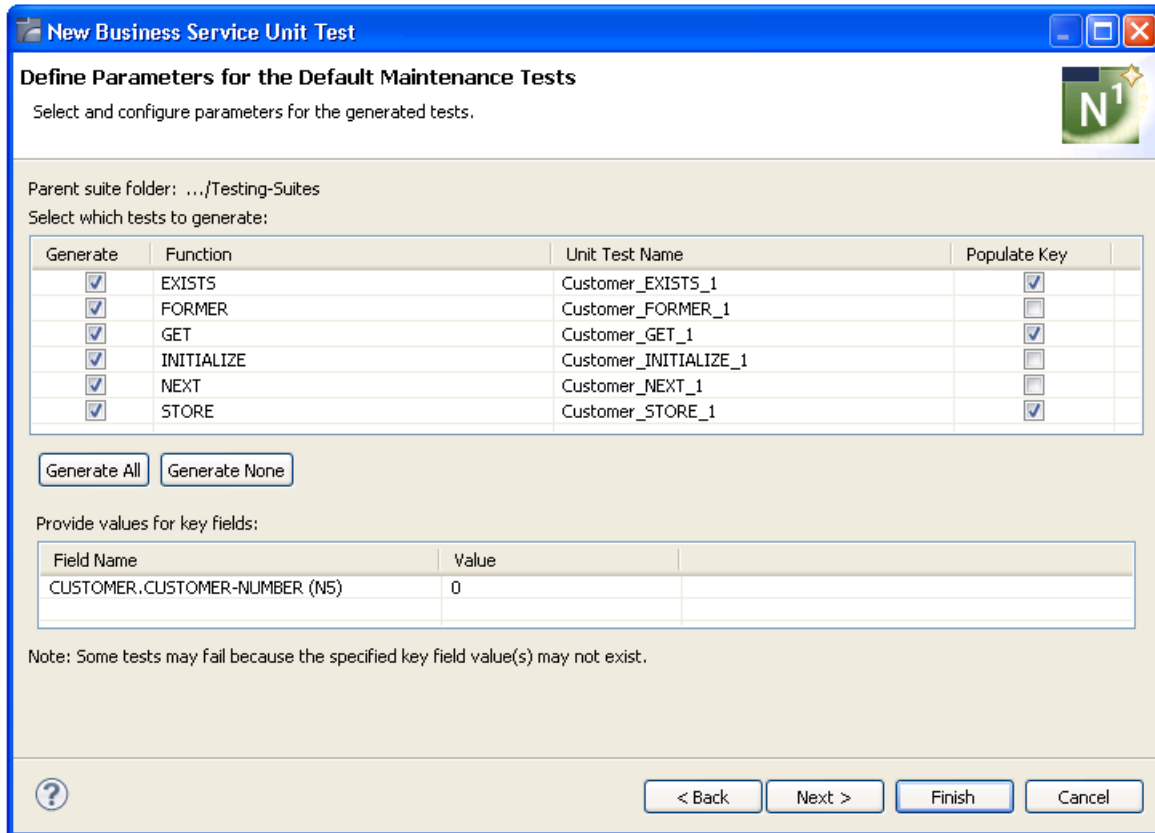 New Business Service Unit Test
Define Parameters for the Default Maintenance Tests
Select and configure parameters for the generated tests.
N1
Parent suite folder: .../Testing-Suites
Select which tests to generate:
Generate Function Unit Test Name Populate Key
EXISTS Customer_EXISTS_1
FORMER Customer_FORMER_1
GET Customer_GET_1
INITIALIZE Customer_INITIALIZE_1
NEXT Customer_NEXT_1
STORE Customer_STORE_1
Generate All Generate None
Provide values for key fields:
Field Name Value
CUSTOMER.CUSTOMER-NUMBER (N5) 0
Note: Some tests may fail because the specified key field value(s) may not exist.
? < Back Next > Finish Cancel